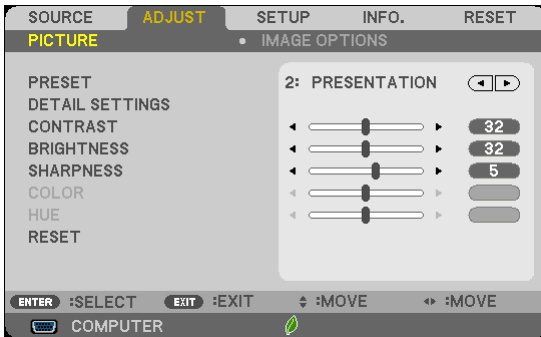 SOURCE ADJUST SETUP INFO. RESET
PICTURE • IMAGE OPTIONS
PRESET 2: PRESENTATION
DETAIL SETTINGS
CONTRAST 32
BRIGHTNESS 32
SHARPNESS 5
COLOR
HUE
RESET
ENTER :SELECT EXIT :EXIT :MOVE :MOVE
COMPUTER